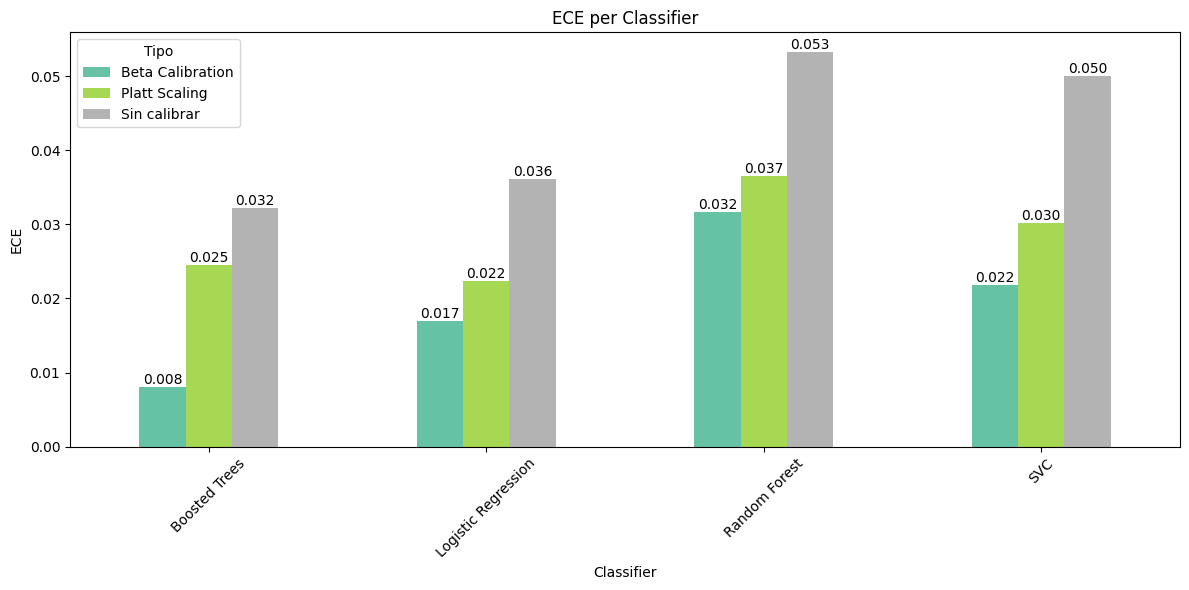 ECE per Classifier
Tipo
Beta Calibration
Platt Scaling
Sin calibrar
ECE
0.05
0.04
0.03
0.02
0.01
0.00
0.008
0.025
0.032
0.017
0.022
0.036
0.032
0.037
0.053
0.022
0.030
0.050
Boosted Trees
Logistic Regression
Random Forest
SVC
Classifier